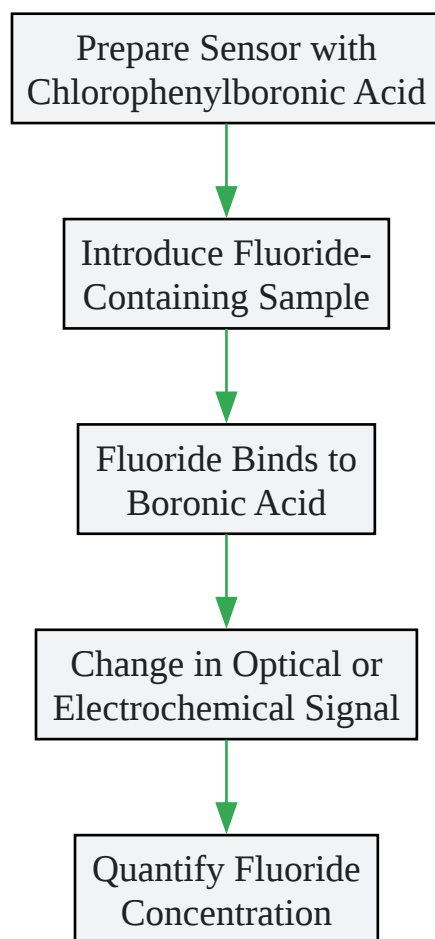 Prepare Sensor with
Chlorophenylboronic Acid
Introduce Fluoride-
Containing Sample
Fluoride Binds to
Boronic Acid
Change in Optical or
Electrochemical Signal
Quantify Fluoride
Concentration